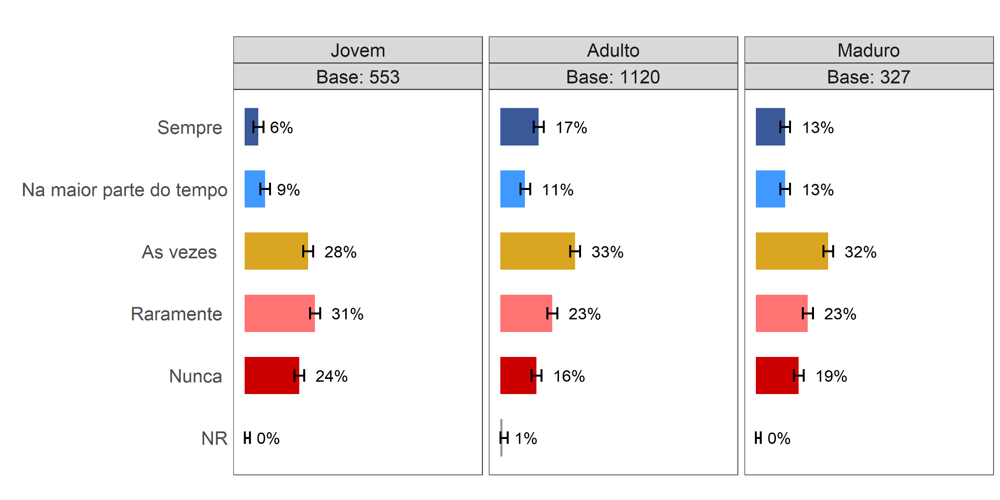 Jovem Adulto Maduro
Base: 553 Base: 1120 Base: 327
Sempre 6% 17% 13%
Na maior parte do tempo 9% 11% 13%
As vezes 28% 33% 32%
Raramente 31% 23% 23%
Nunca 24% 16% 19%
NR 0% 1% 0%